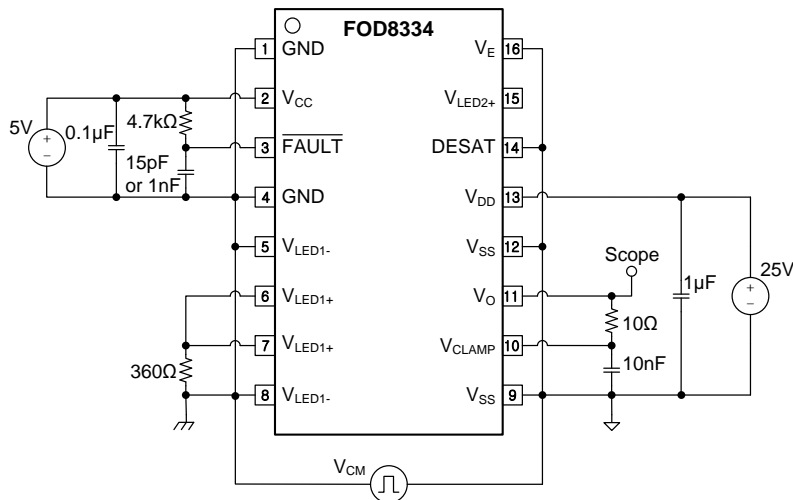 FOD8334
1 GND
2 VCC
3 FAULT
4 GND
5 VLED1-
6 VLED1+
7 VLED1+
8 VLED1-
VE 16
VLED2+ 15
DESAT 14
VDD 13
VSS 12
VO 11
VCLAMP 10
VSS 9
5V
+
−
0.1µF
4.7kΩ
15pF
or 1nF
360Ω
VCM
Scope
10Ω
10nF
1µF
25V
+
−